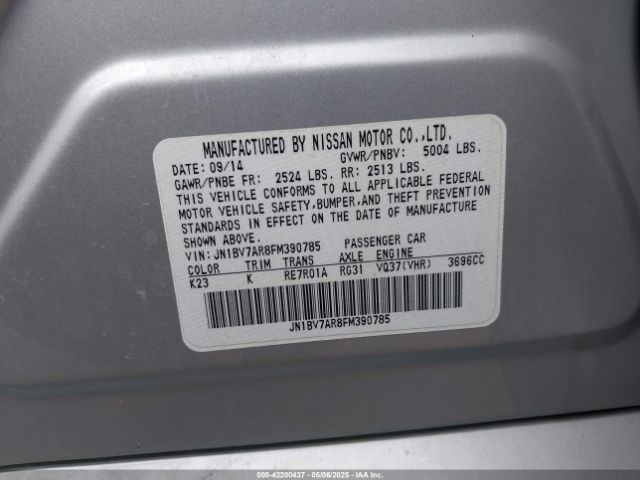 MANUFACTURED BY NISSAN MOTOR CO.,LTD.
DATE: 09/14 GVWR/PNBV: 5004 LBS.
GAWR/PNBE FR: 2524 LBS. RR: 2513 LBS.
THIS VEHICLE CONFORMS TO ALL APPLICABLE FEDERAL
MOTOR VEHICLE SAFETY,BUMPER,AND THEFT PREVENTION
STANDARDS IN EFFECT ON THE DATE OF MANUFACTURE
SHOWN ABOVE.
VIN: JN1BV7AR8FM390785 PASSENGER CAR
COLOR TRIM TRANS AXLE ENGINE
K23 K RE7R01A RG31 VQ37(VHR) 3696CC
JN1BV7AR8FM390785
000-42200437 - 05/06/2025 - IAA Inc.